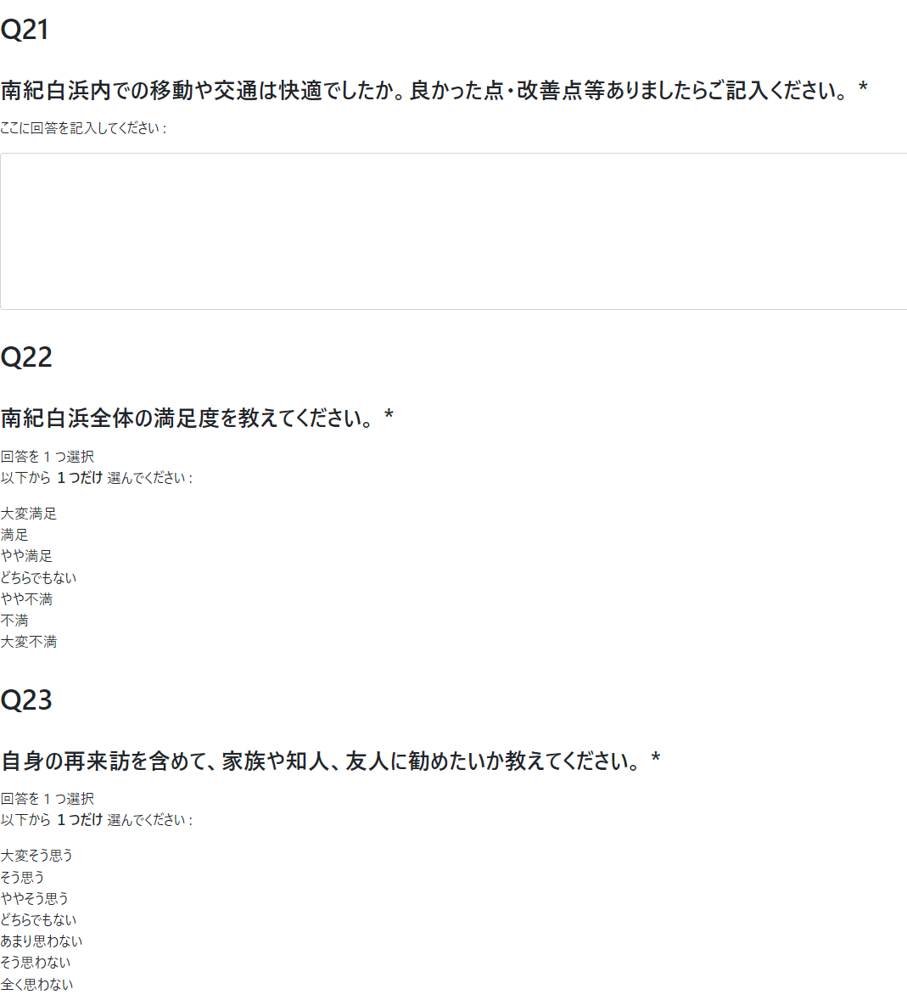 Q21
南紀白浜内での移動や交通は快適でしたか。良かった点・改善点等ありましたらご記入ください。 *
ここに回答を記入してください :
Q22
南紀白浜全体の満足度を教えてください。 *
回答を 1 つ選択
以下から 1 つだけ 選んでください :
大変満足
満足
やや満足
どちらでもない
やや不満
不満
大変不満
Q23
自身の再来訪を含めて、家族や知人、友人に勧めたいか教えてください。 *
回答を 1 つ選択
以下から 1 つだけ 選んでください :
大変そう思う
そう思う
ややそう思う
どちらでもない
あまり思わない
そう思わない
全く思わない